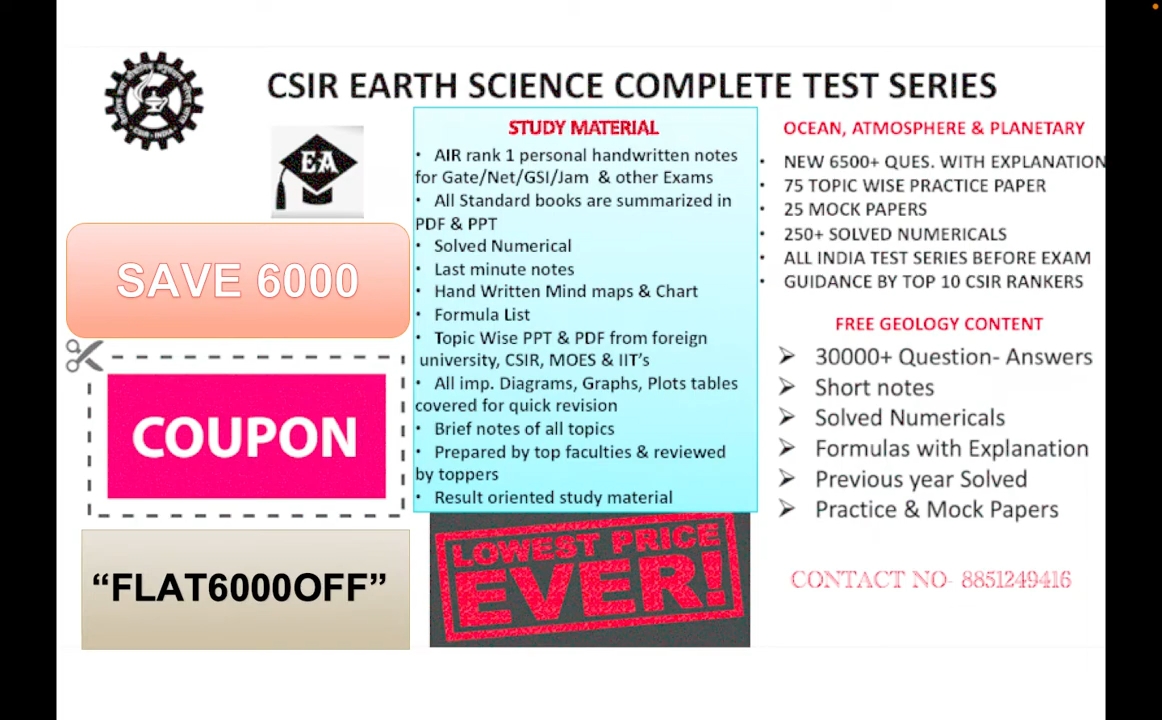 CSIR EARTH SCIENCE COMPLETE TEST SERIES
CSIR-INDIA
EA
SAVE 6000
COUPON
“FLAT6000OFF”
STUDY MATERIAL
• AIR rank 1 personal handwritten notes
for Gate/Net/GSI/Jam & other Exams
• All Standard books are summarized in
PDF & PPT
• Solved Numerical
• Last minute notes
• Hand Written Mind maps & Chart
• Formula List
• Topic Wise PPT & PDF from foreign
university, CSIR, MOES & IIT’s
• All imp. Diagrams, Graphs, Plots tables
covered for quick revision
• Brief notes of all topics
• Prepared by top faculties & reviewed
by toppers
• Result oriented study material
LOWEST PRICE
EVER!
OCEAN, ATMOSPHERE & PLANETARY
• NEW 6500+ QUES. WITH EXPLANATION
• 75 TOPIC WISE PRACTICE PAPER
• 25 MOCK PAPERS
• 250+ SOLVED NUMERICALS
• ALL INDIA TEST SERIES BEFORE EXAM
• GUIDANCE BY TOP 10 CSIR RANKERS
FREE GEOLOGY CONTENT
➢ 30000+ Question- Answers
➢ Short notes
➢ Solved Numericals
➢ Formulas with Explanation
➢ Previous year Solved
➢ Practice & Mock Papers
CONTACT NO- 8851249416